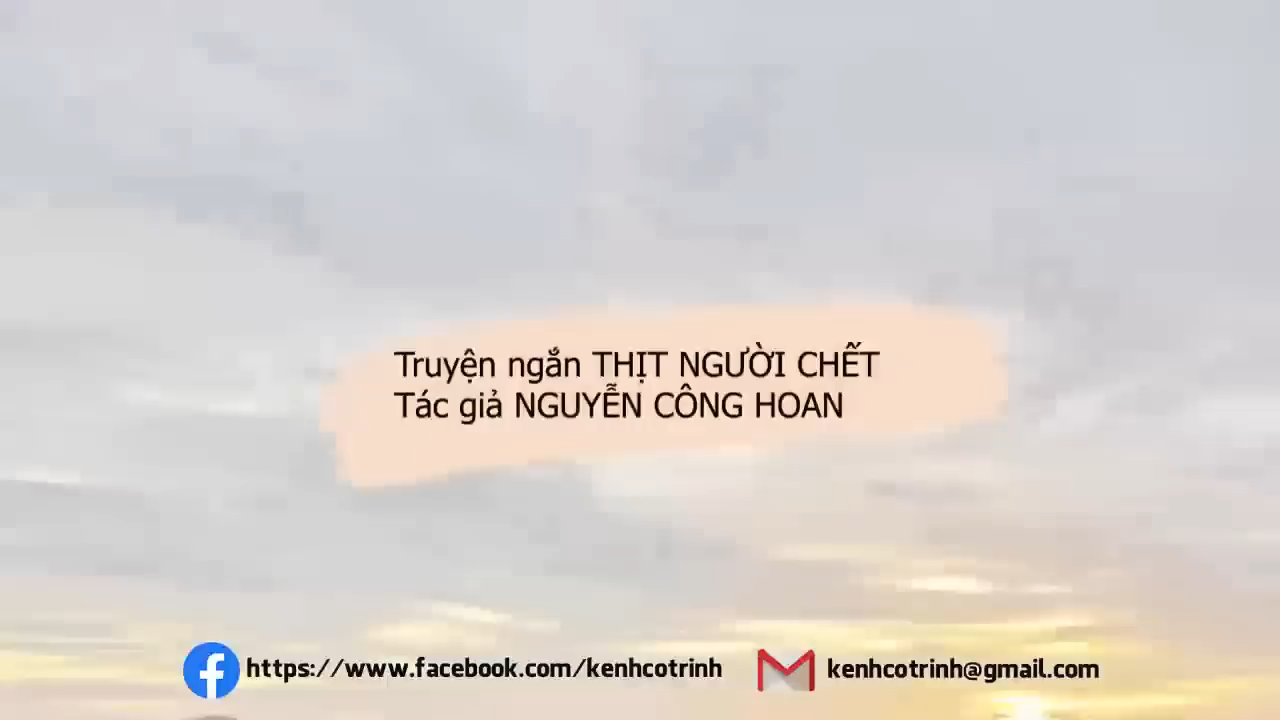 Truyện ngắn THỊT NGƯỜI CHẾT
Tác giả NGUYỄN CÔNG HOAN
https://www.facebook.com/kenhcotrinh
kenhcotrinh@gmail.com